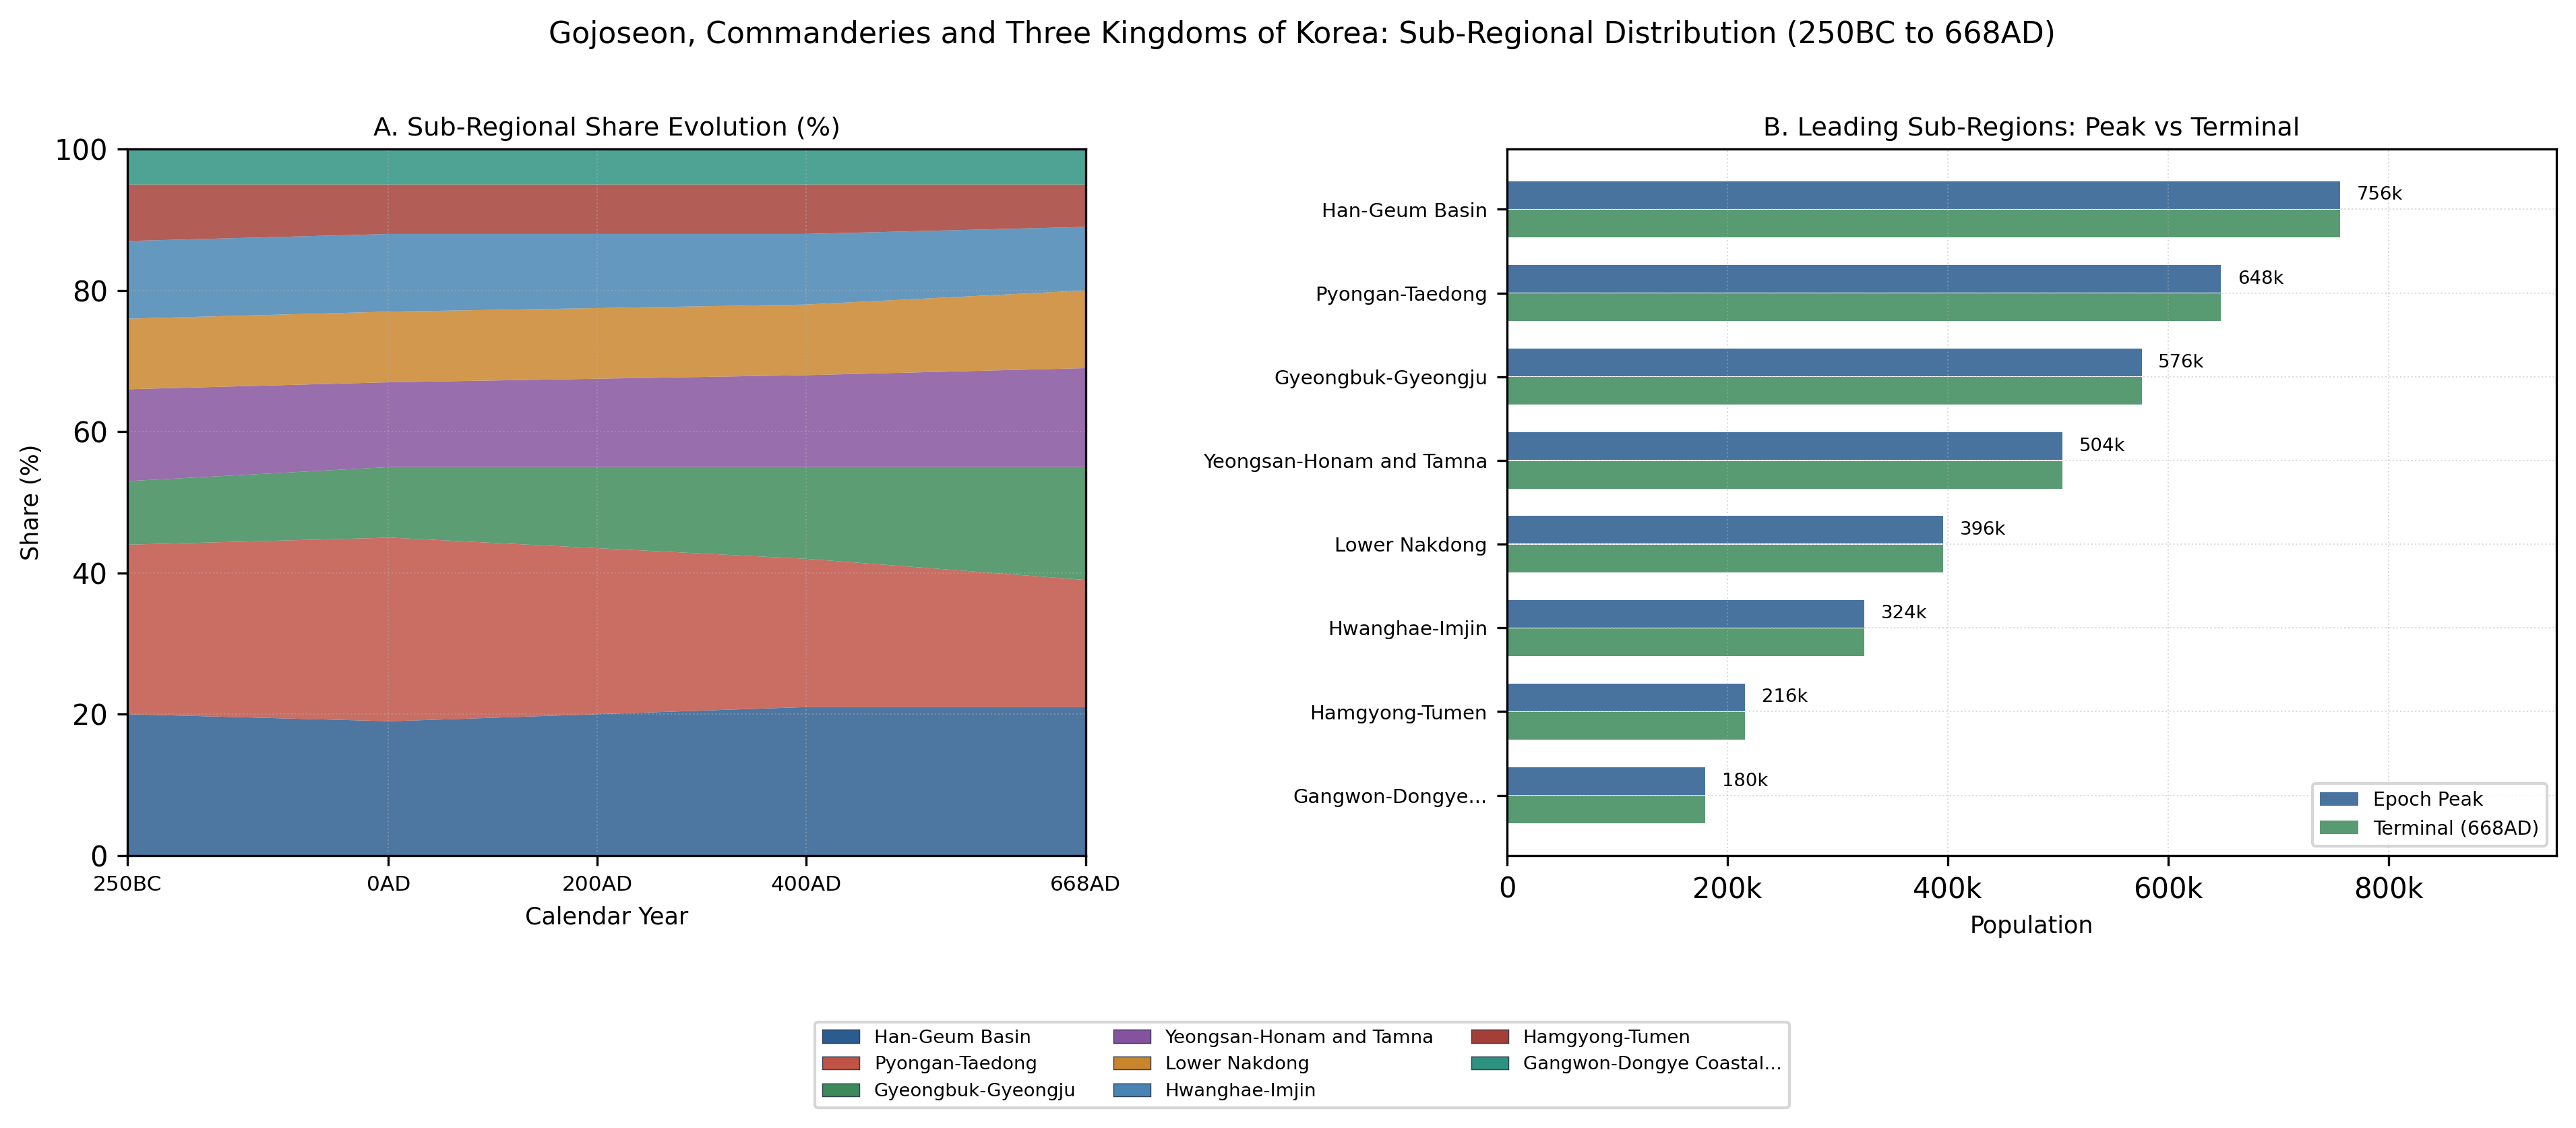 Gojoseon, Commanderies and Three Kingdoms of Korea: Sub-Regional Distribution (250BC to 668AD)
A. Sub-Regional Share Evolution (%)
100
80
60
40
20
0
Share (%)
250BC
0AD
200AD
400AD
668AD
Calendar Year
B. Leading Sub-Regions: Peak vs Terminal
Han-Geum Basin
756k
Pyongan-Taedong
648k
Gyeongbuk-Gyeongju
576k
Yeongsan-Honam and Tamna
504k
Lower Nakdong
396k
Hwanghae-Imjin
324k
Hamgyong-Tumen
216k
Gangwon-Dongye...
180k
Epoch Peak
Terminal (668AD)
0
200k
400k
600k
800k
Population
Han-Geum Basin
Pyongan-Taedong
Gyeongbuk-Gyeongju
Yeongsan-Honam and Tamna
Lower Nakdong
Hwanghae-Imjin
Hamgyong-Tumen
Gangwon-Dongye Coastal...